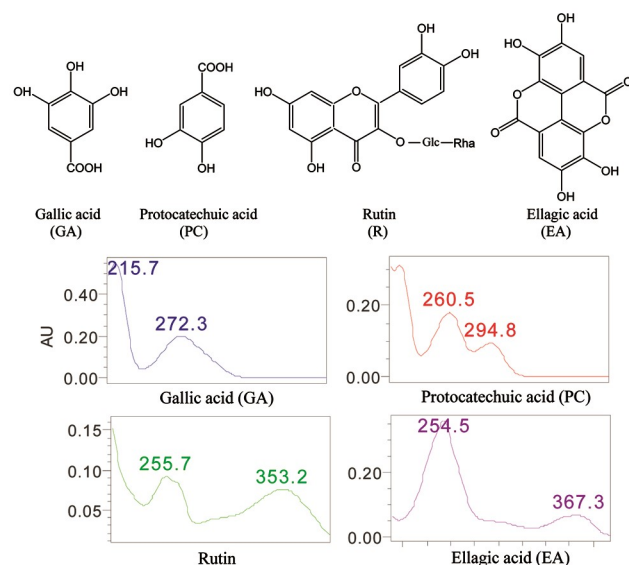 OH
OH
OH
COOH
Gallic acid
(GA)
COOH
HO
OH
Protocatechuic acid
(PC)
OH
OH
HO
O
O
Glc
Rha
OH
O
Rutin
(R)
OH
HO
O
O
O
O
OH
OH
Ellagic acid
(EA)
215.7
272.3
AU
0.40
0.20
0.00
Gallic acid (GA)
260.5
294.8
0.20
0.00
Protocatechuic acid (PC)
255.7
353.2
0.15
0.10
0.05
Rutin
254.5
367.3
0.20
0.00
Ellagic acid (EA)